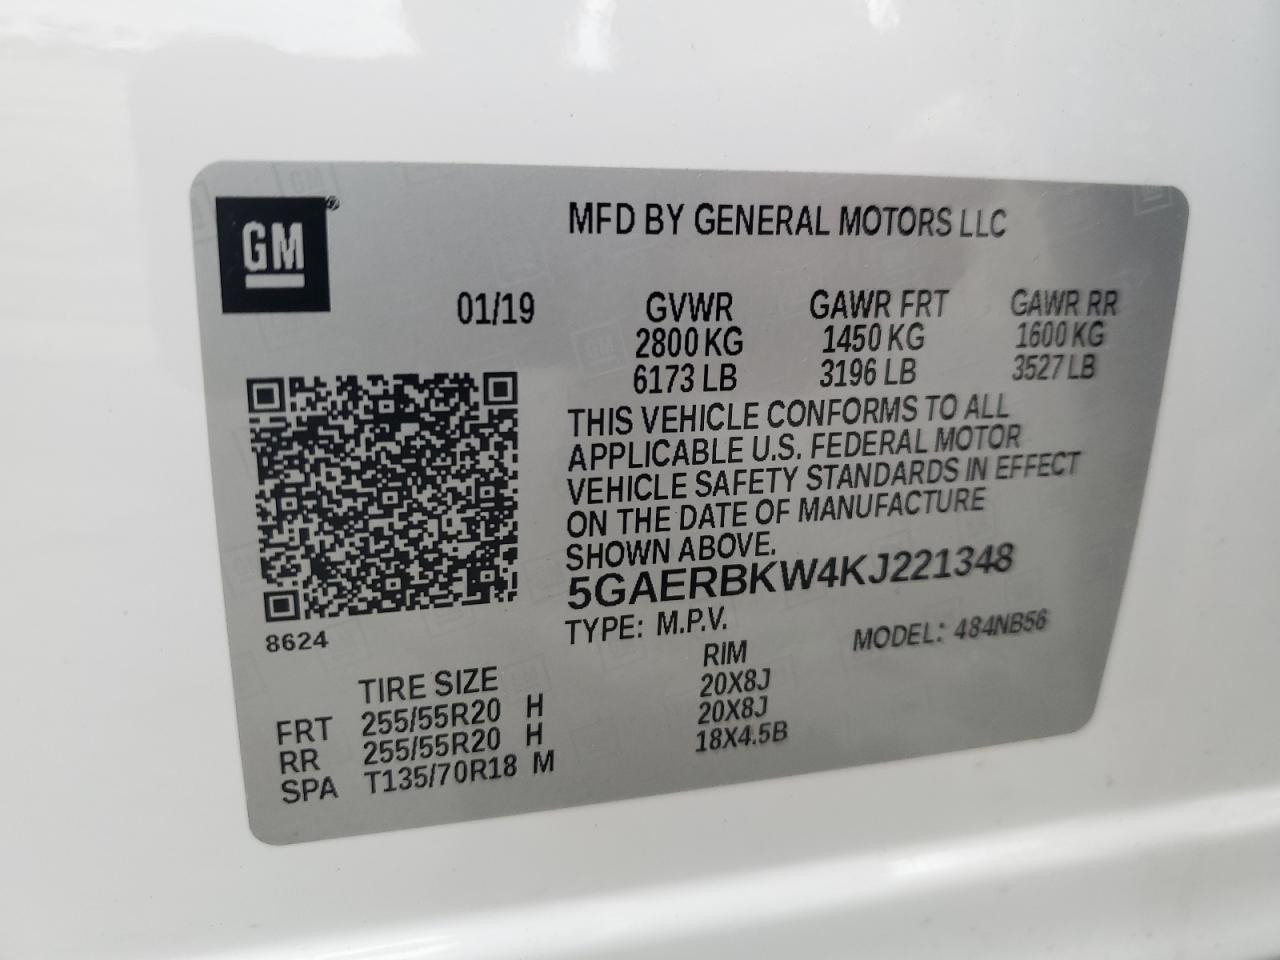 GM®
MFD BY GENERAL MOTORS LLC
01/19 GVWR GAWR FRT GAWR RR
2800 KG 1450 KG 1600 KG
6173 LB 3196 LB 3527 LB
THIS VEHICLE CONFORMS TO ALL
APPLICABLE U.S. FEDERAL MOTOR
VEHICLE SAFETY STANDARDS IN EFFECT
ON THE DATE OF MANUFACTURE
SHOWN ABOVE.
5GAERBKW4KJ221348
8624
TYPE: M.P.V. MODEL: 484NB56
TIRE SIZE RIM
FRT 255/55R20 H 20X8J
RR 255/55R20 H 20X8J
SPA T135/70R18 M 18X4.5B